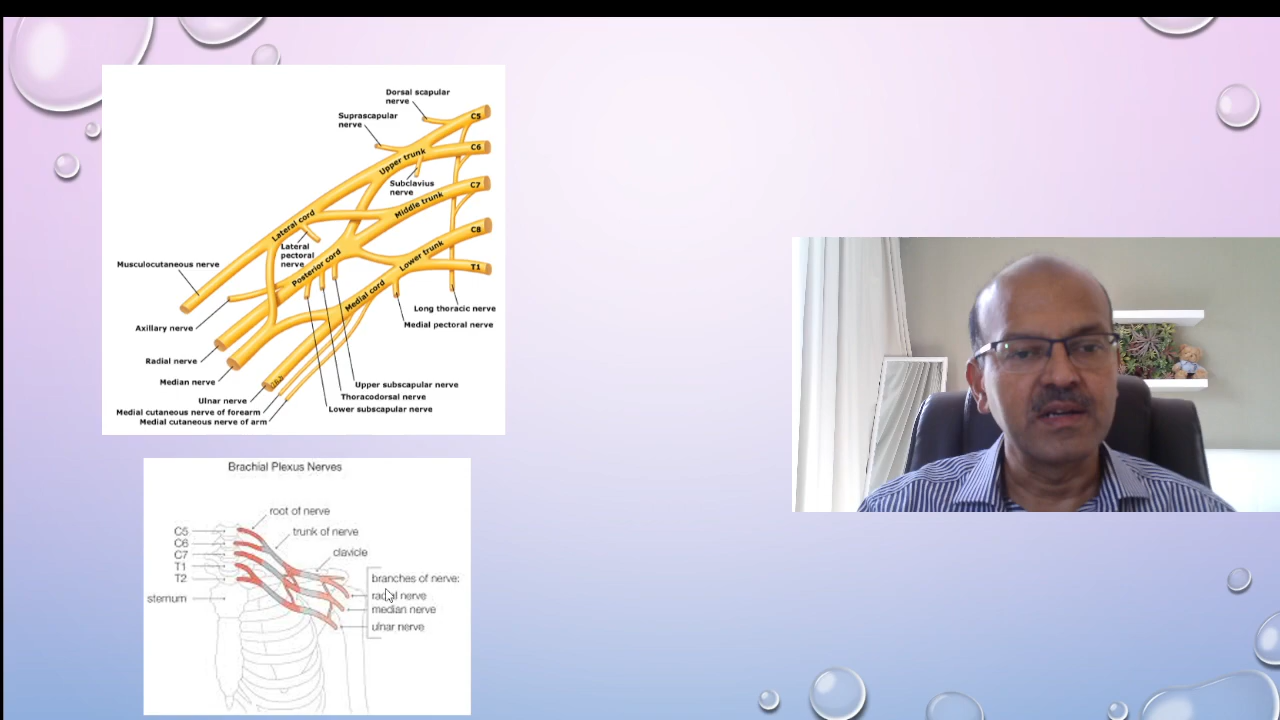 Dorsal scapular
nerve
Suprascapular
nerve
C5
C6
Upper trunk
Subclavius
nerve
C7
Middle trunk
Lateral cord
C8
Lateral
pectoral
nerve
Lower trunk
Posterior cord
T1
Musculocutaneous nerve
Medial cord
Long thoracic nerve
Medial pectoral nerve
Axillary nerve
Radial nerve
Median nerve
Upper subscapular nerve
Thoracodorsal nerve
Ulnar nerve
Lower subscapular nerve
Medial cutaneous nerve of forearm
Medial cutaneous nerve of arm
Brachial Plexus Nerves
root of nerve
trunk of nerve
clavicle
C5
C6
C7
T1
T2
sternum
branches of nerve:
radial nerve
median nerve
ulnar nerve